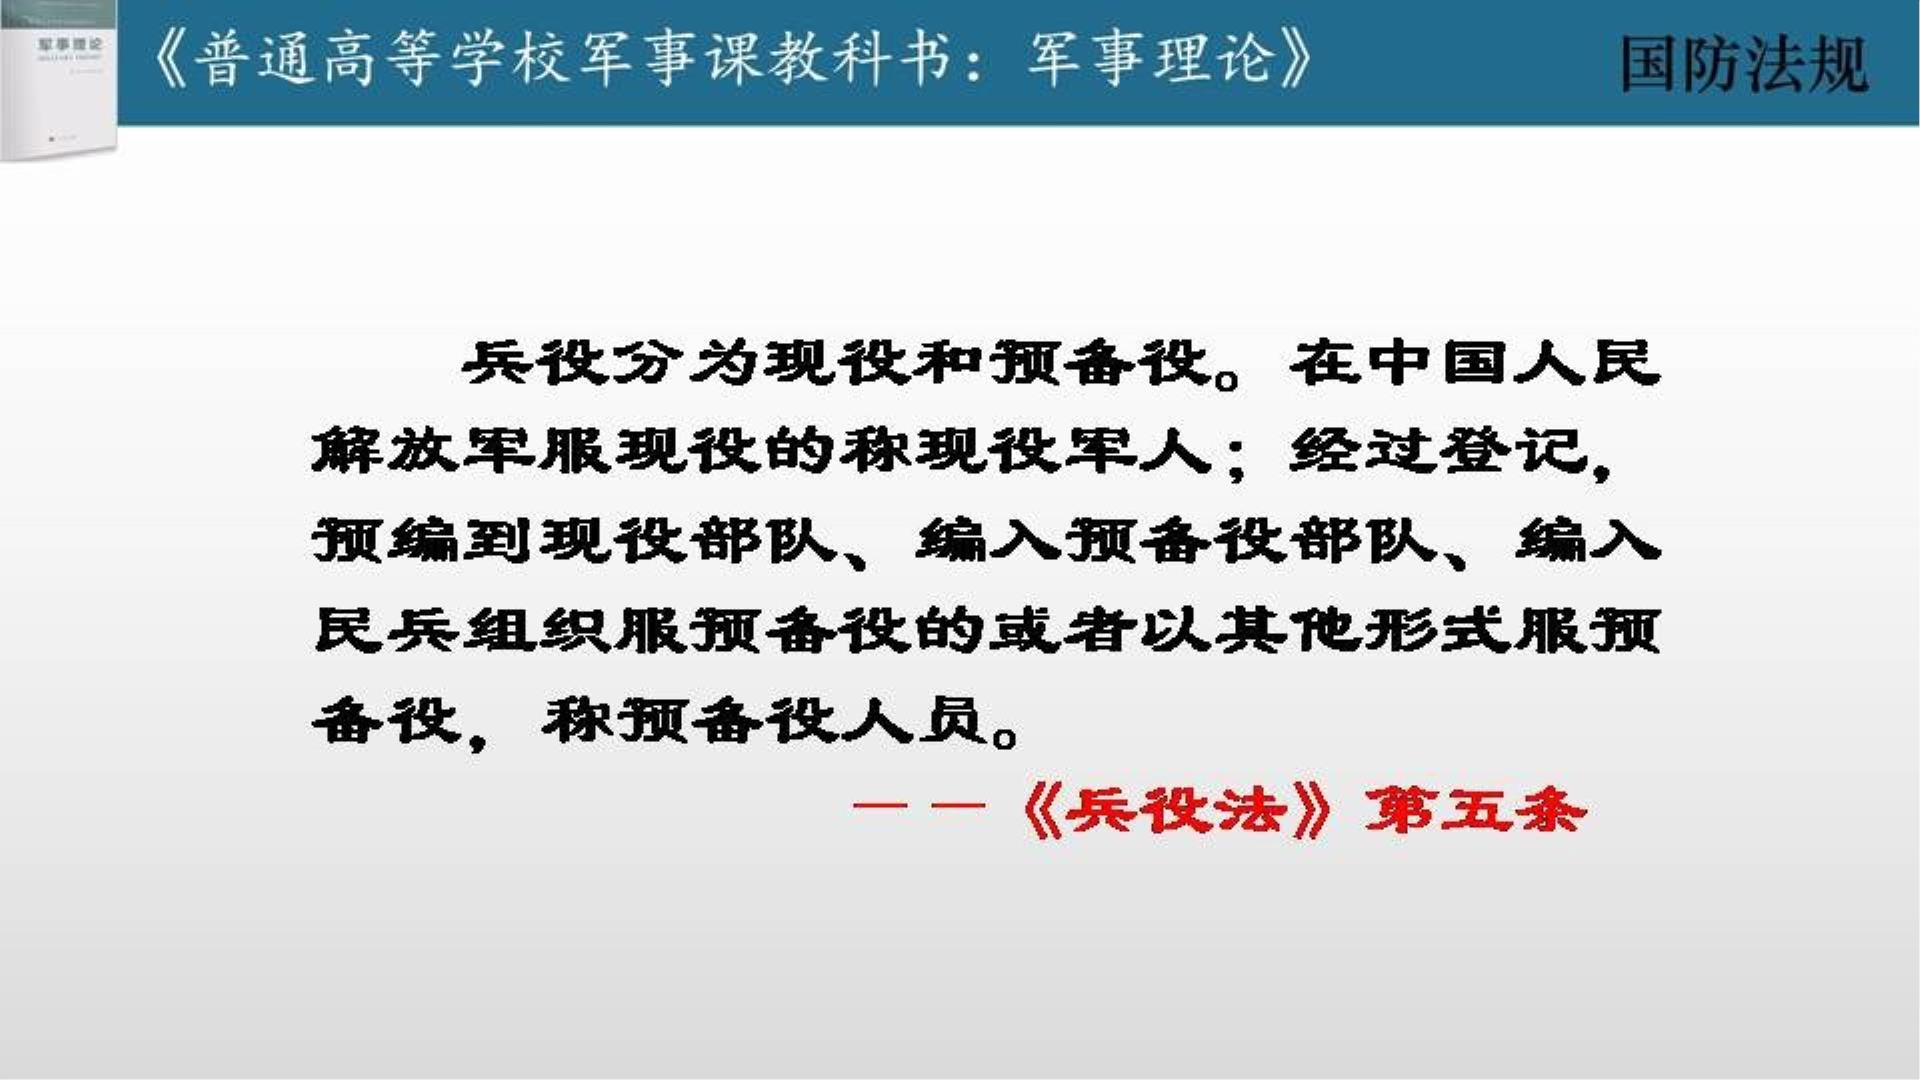 军事理论
《普通高等学校军事课教科书：军事理论》
国防法规
兵役分为现役和预备役。在中国人民
解放军服现役的称现役军人；经过登记，
预编到现役部队、编入预备役部队、编入
民兵组织服预备役的或者以其他形式服预
备役，称预备役人员。
－－《兵役法》第五条